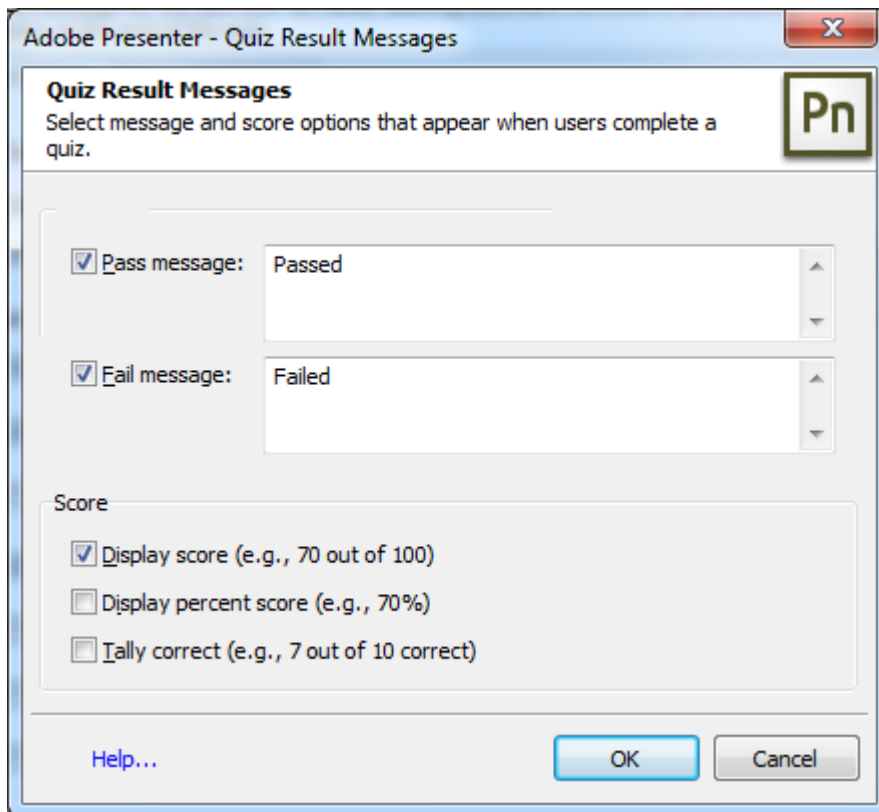 Adobe Presenter - Quiz Result Messages
Quiz Result Messages
Select message and score options that appear when users complete a
quiz.
Pn
Pass message:
Passed
Fail message:
Failed
Score
Display score (e.g., 70 out of 100)
Display percent score (e.g., 70%)
Tally correct (e.g., 7 out of 10 correct)
Help...
OK
Cancel